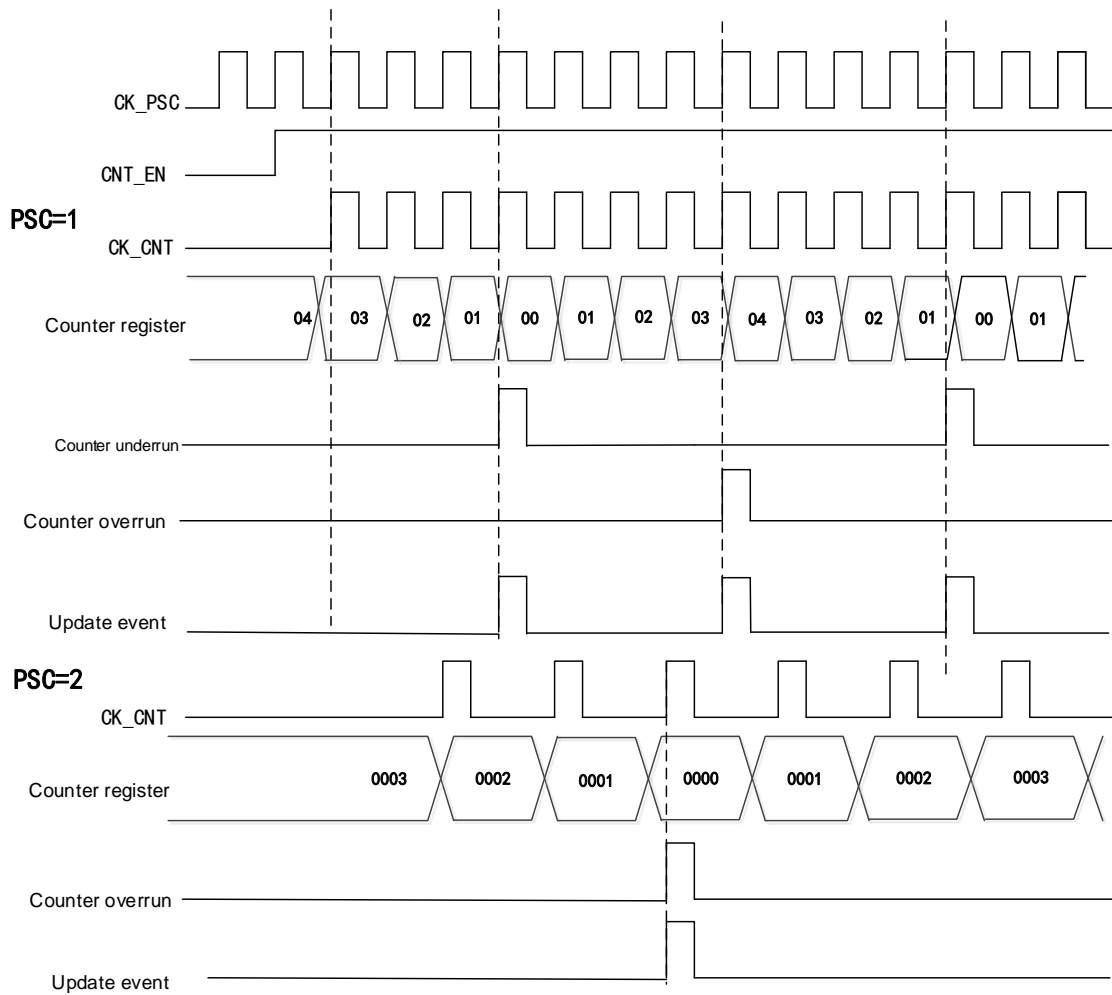 CK_PSC
CNT_EN
PSC=1
CK_CNT
Counter register 04 03 02 01 00 01 02 03 04 03 02 01 00 01
Counter underrun
Counter overrun
Update event
PSC=2
CK_CNT
Counter register 0003 0002 0001 0000 0001 0002 0003
Counter overrun
Update event